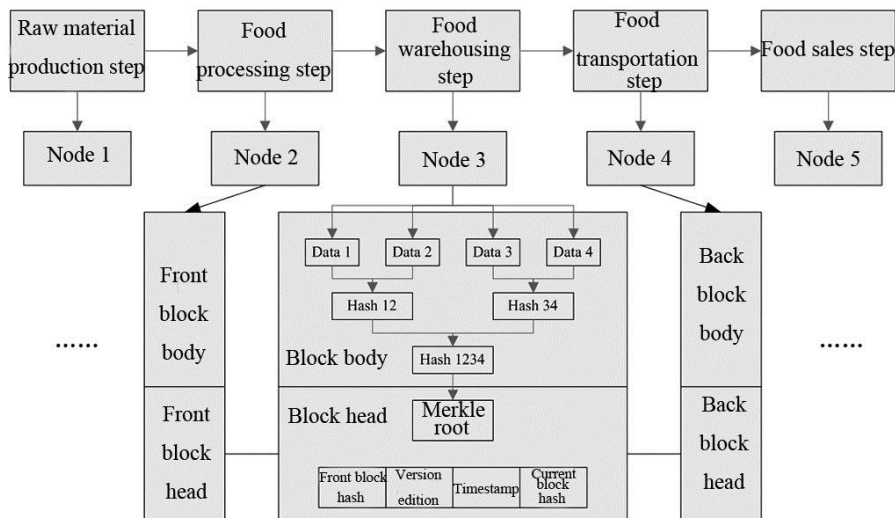 Raw material
production step
Food
processing step
Food
warehousing
step
Food
transportation
step
Food sales step
Node 1
Node 2
Node 3
Node 4
Node 5
Front
block
body
Data 1
Data 2
Data 3
Data 4
Hash 12
Hash 34
Block body
Hash 1234
Back
block
body
......
......
Front
block
head
Block head
Merkle
root
Front block
hash
Version
edition
Timestamp
Current
block
hash
Back
block
head